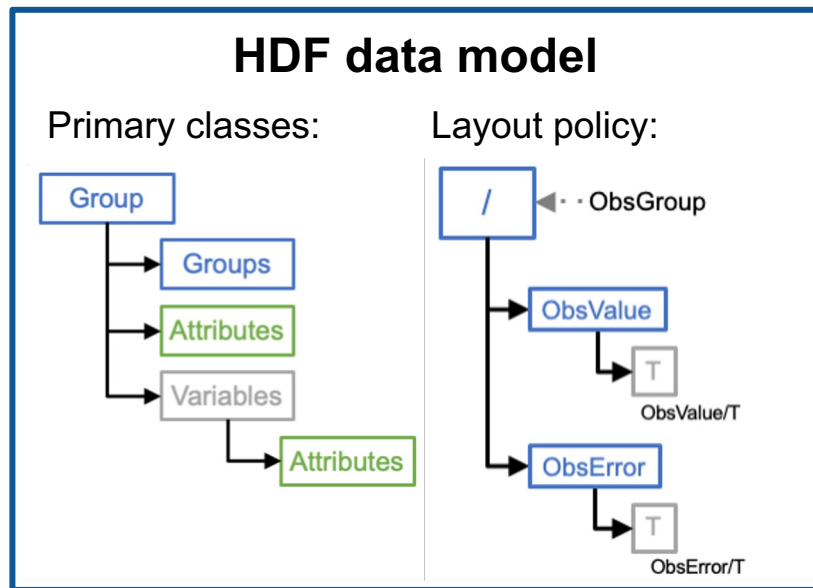 HDF data model
Primary classes:
Group
Groups
Attributes
Variables
Attributes
Layout policy:
/
ObsGroup
ObsValue
T
ObsValue/T
ObsError
T
ObsError/T